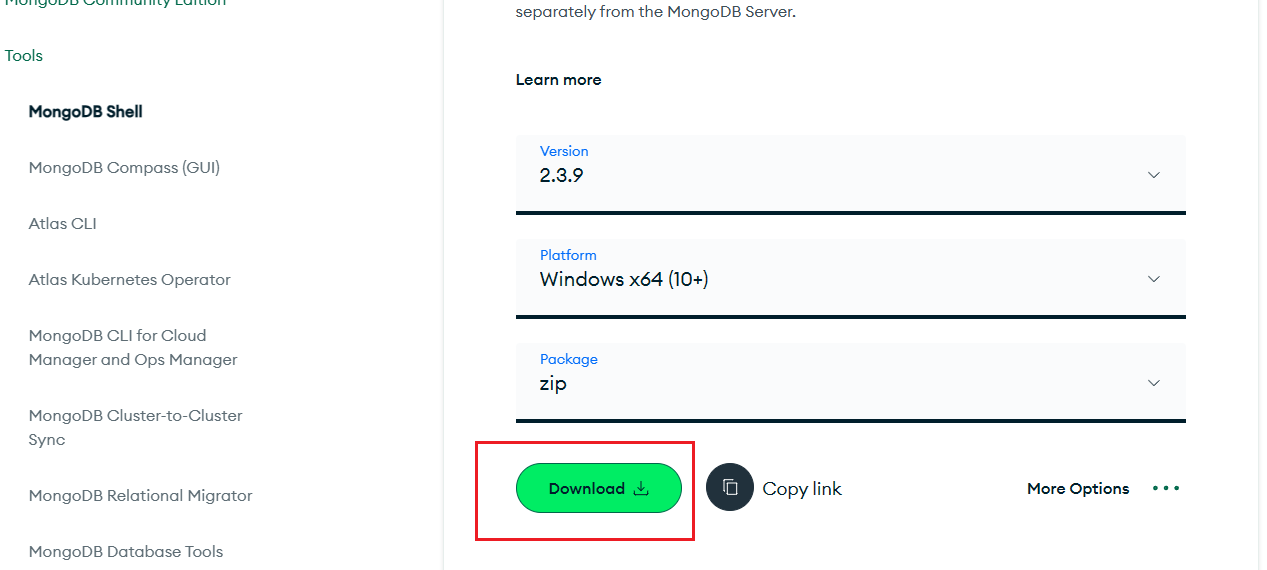 MongoDB Community Edition
Tools
MongoDB Shell
MongoDB Compass (GUI)
Atlas CLI
Atlas Kubernetes Operator
MongoDB CLI for Cloud
Manager and Ops Manager
MongoDB Cluster-to-Cluster
Sync
MongoDB Relational Migrator
MongoDB Database Tools
separately from the MongoDB Server.
Learn more
Version
2.3.9
Platform
Windows x64 (10+)
Package
zip
Download
Copy link
More Options